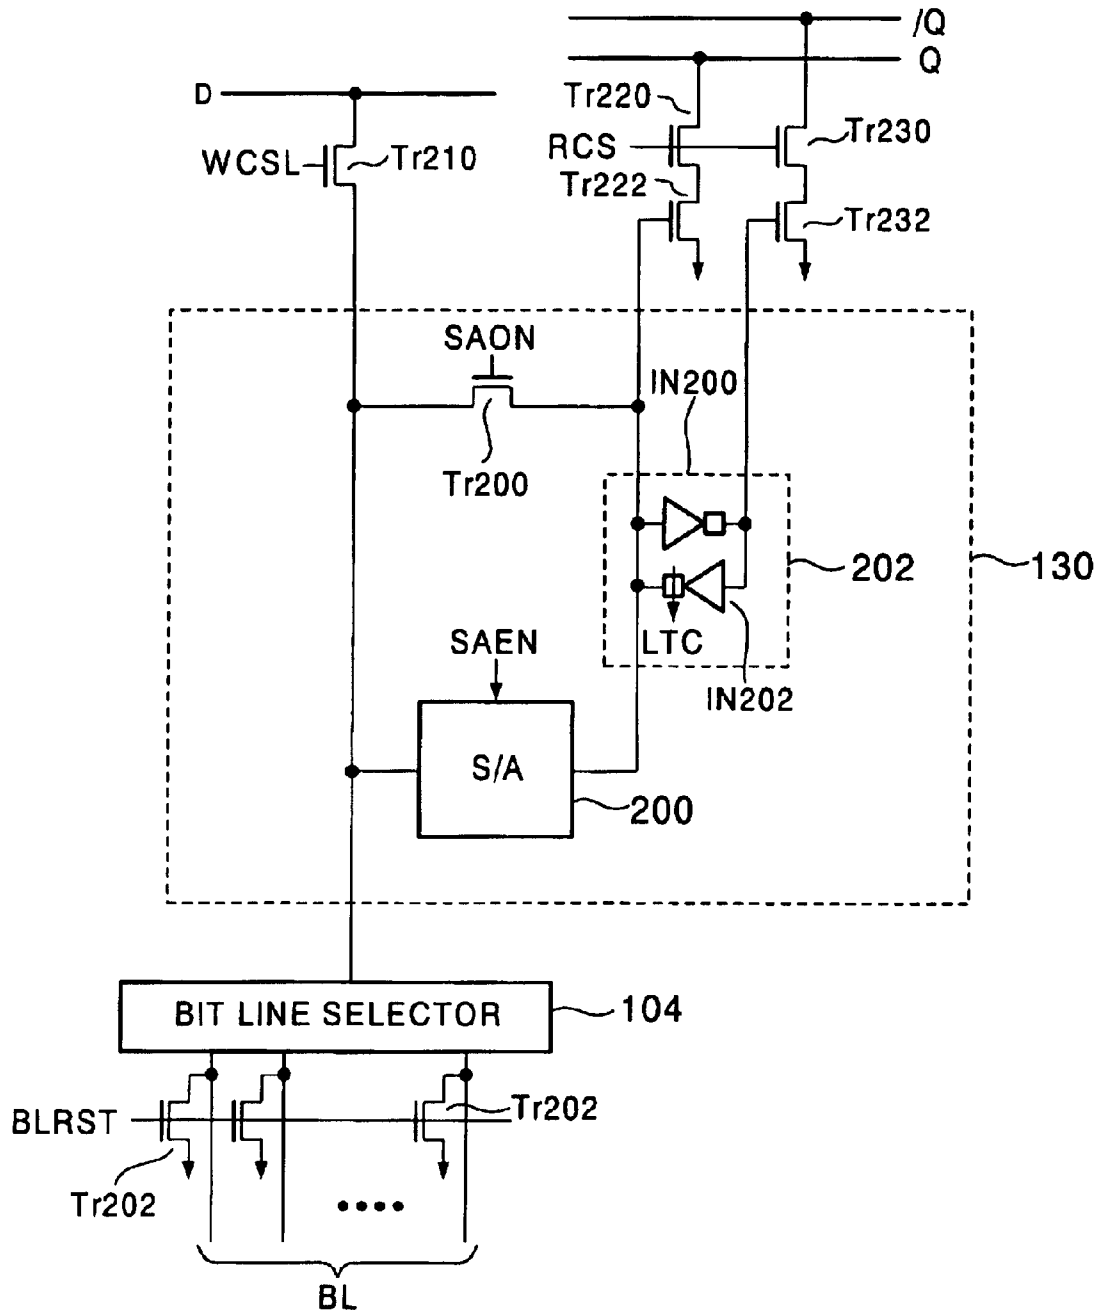 /Q
Q
D
Tr220
RCS
Tr230
WCSL
Tr210
Tr222
Tr232
SAON
IN200
Tr200
202
130
LTC
SAEN
IN202
S/A
200
BIT LINE SELECTOR
104
BLRST
Tr202
Tr202
BL